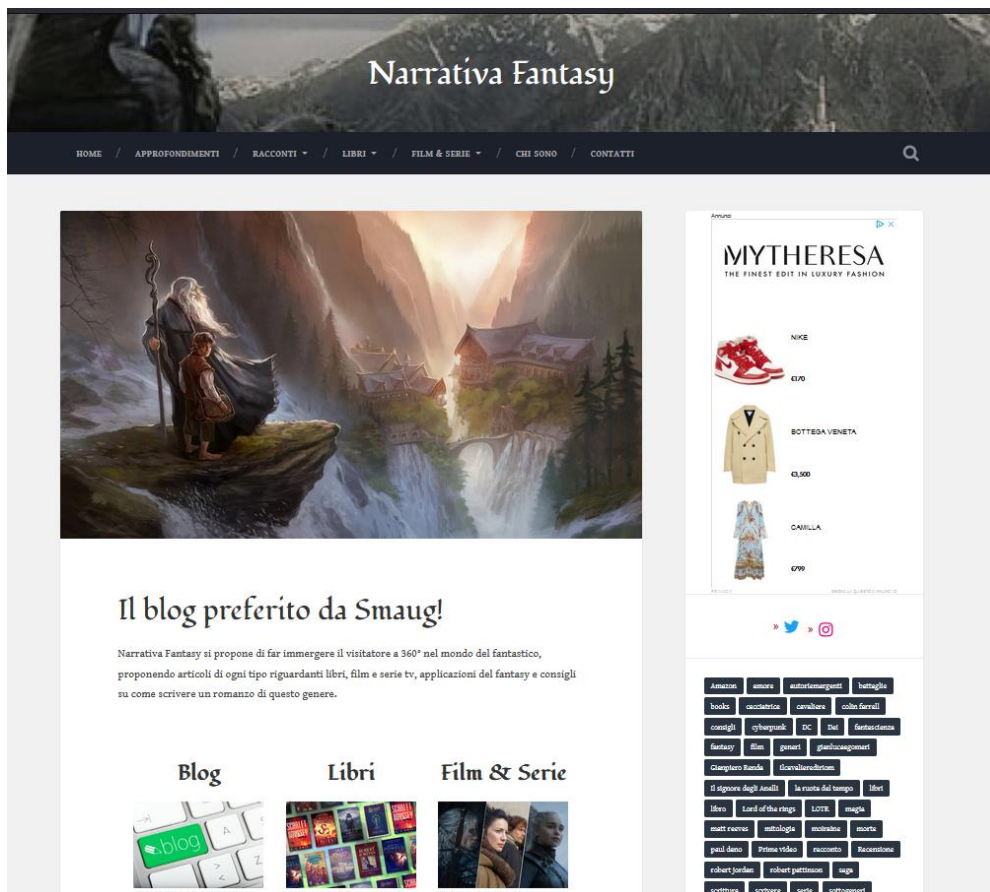 Narrativa Fantasy
HOME / APPROFONDIMENTI / RACCONTI / LIBRI / FILM & SERIE / CHI SONO / CONTATTI
Il blog preferito da Smaug!
Narrativa Fantasy si propone di far immergere il visitatore a 360° nel mondo del fantastico,
proponendo articoli di ogni tipo riguardanti libri, film e serie tv, applicazioni del fantasy e consigli
su come scrivere un romanzo di questo genere.
Blog
Libri
Film & Serie
blog
Annunci
MYTHERESA
THE FINEST EDIT IN LUXURY FASHION
NIKE
€170
BOTTEGA VENETA
€3,500
CAMILLA
€799
PRIVACY
» »
Amazon amore autoriemergenti battaglie
books cacciatrice cavaliere colin farrell
consigli cyberpunk DC Dei fantascienza
fantasy film generi gianlucaagomeri
Gianpiero Renda ilcavalierediriom
Il signore degli Anelli la ruota del tempo libri
libro Lord of the rings LOTR magia
matt reeves mitologia moiraine morte
paul dano Prime video racconto Recensione
robert jordan robert pattinson saga
scrittura scrivere serie sottogeneri